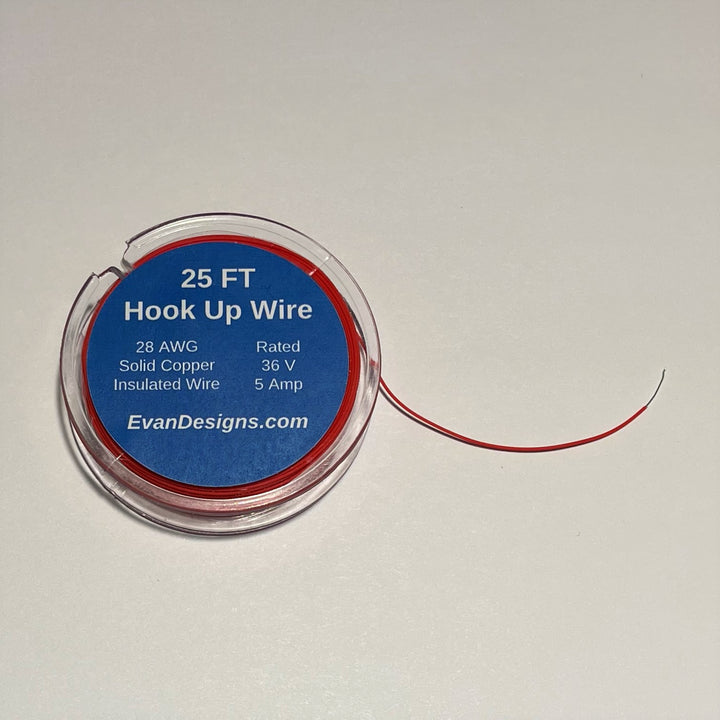 25 FT
Hook Up Wire
28 AWG Rated
Solid Copper 36 V
Insulated Wire 5 Amp
EvanDesigns.com